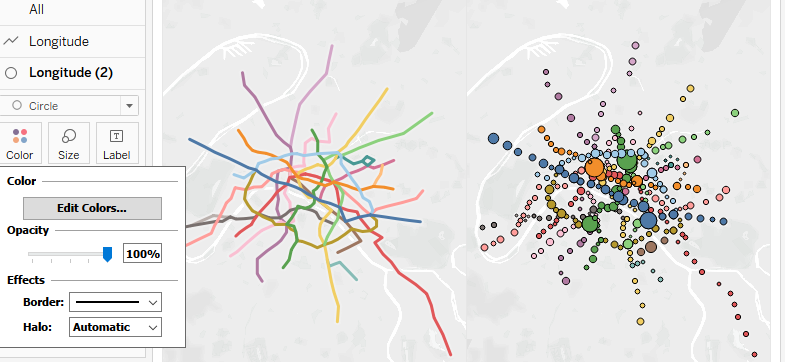 All
Longitude
Longitude (2)
Circle
Color
Size
Label
Color
Edit Colors...
Opacity
100%
Effects
Border:
Halo:
Automatic